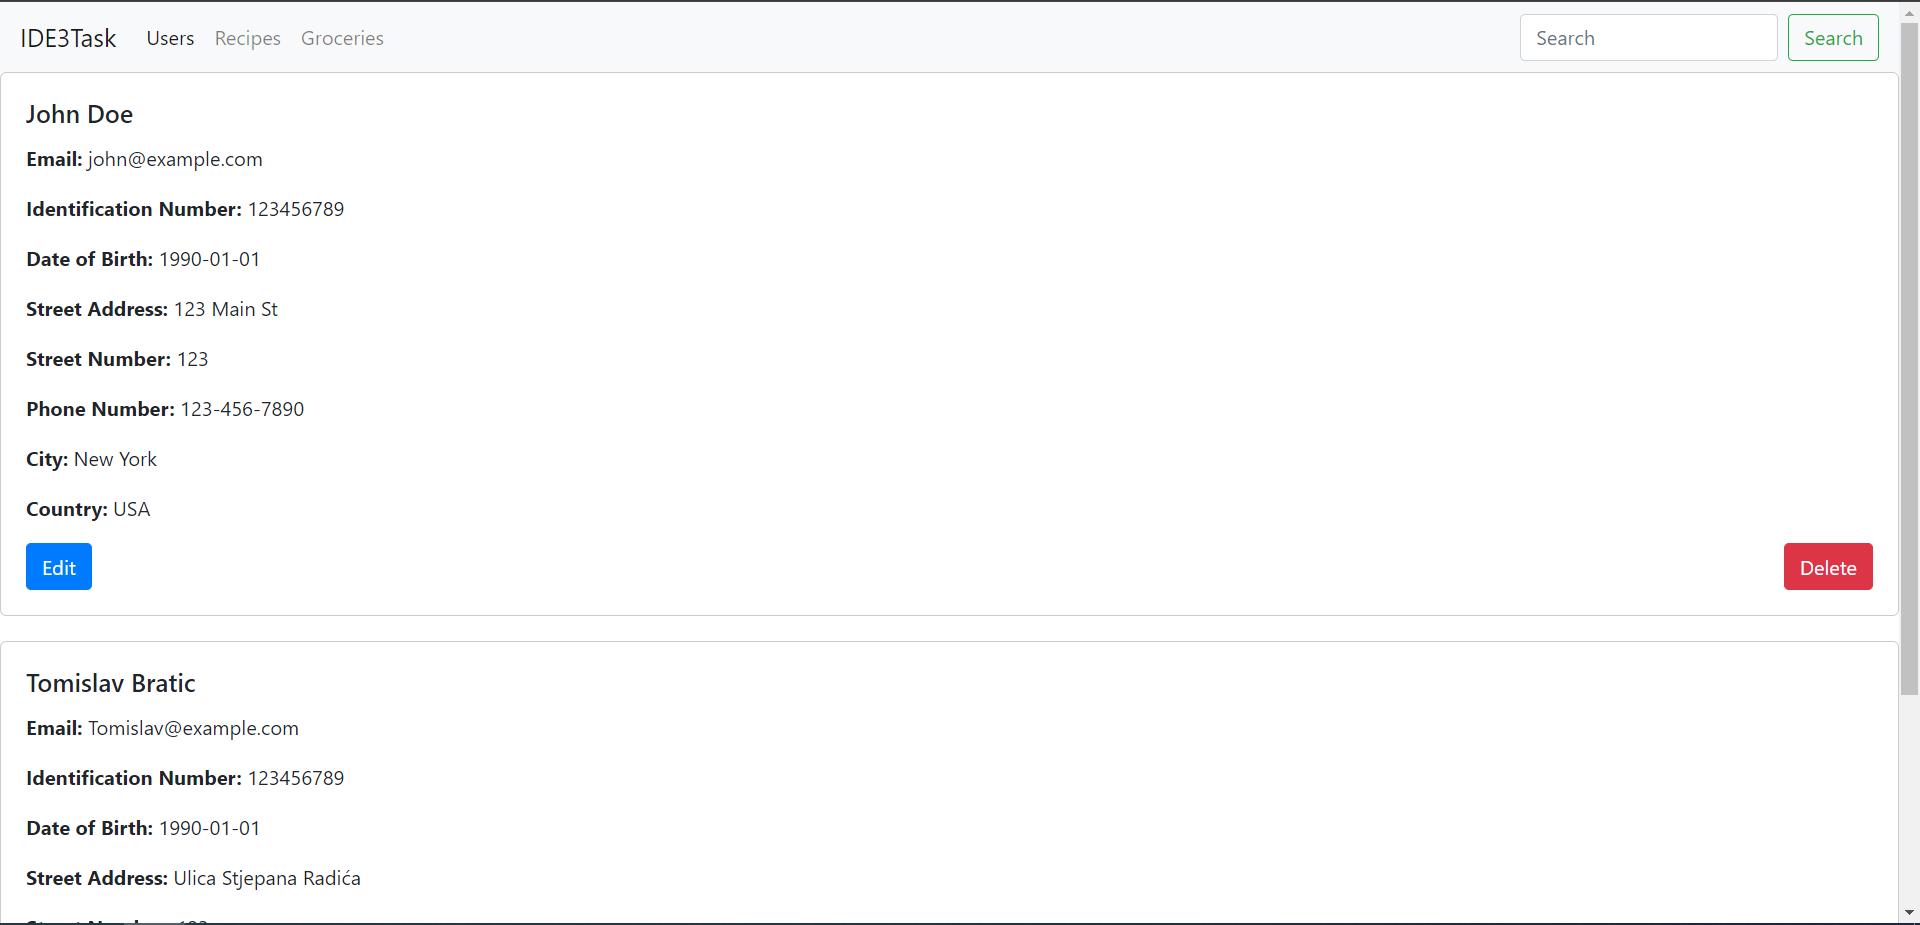 IDE3Task Users Recipes Groceries Search Search
John Doe
Email: john@example.com
Identification Number: 123456789
Date of Birth: 1990-01-01
Street Address: 123 Main St
Street Number: 123
Phone Number: 123-456-7890
City: New York
Country: USA
Edit Delete
Tomislav Bratic
Email: Tomislav@example.com
Identification Number: 123456789
Date of Birth: 1990-01-01
Street Address: Ulica Stjepana Radića